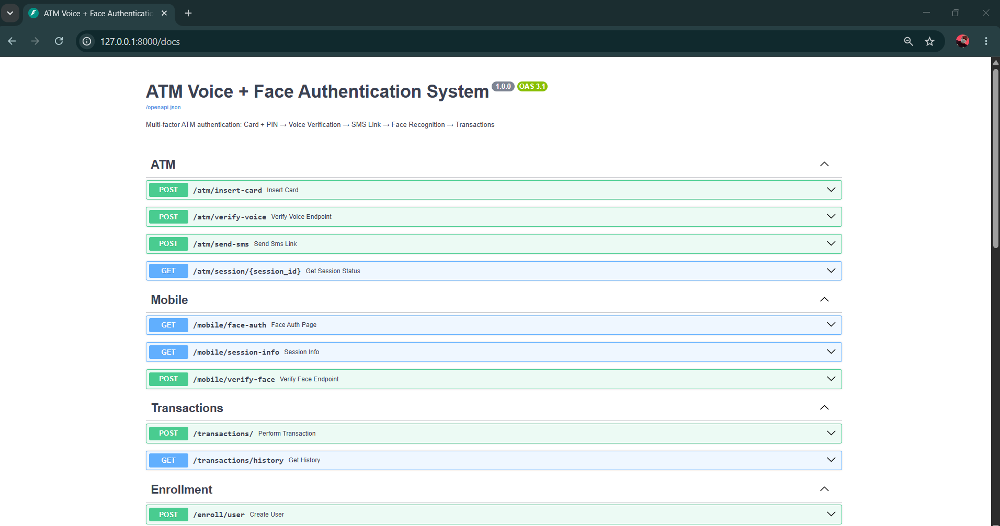 ATM Voice + Face Authenticatio
127.0.0.1:8000/docs
ATM Voice + Face Authentication System 1.0.0 OAS 3.1
/openapi.json
Multi-factor ATM authentication: Card + PIN → Voice Verification → SMS Link → Face Recognition → Transactions
ATM
POST /atm/insert-card Insert Card
POST /atm/verify-voice Verify Voice Endpoint
POST /atm/send-sms Send Sms Link
GET /atm/session/{session_id} Get Session Status
Mobile
GET /mobile/face-auth Face Auth Page
GET /mobile/session-info Session Info
POST /mobile/verify-face Verify Face Endpoint
Transactions
POST /transactions/ Perform Transaction
GET /transactions/history Get History
Enrollment
POST /enroll/user Create User